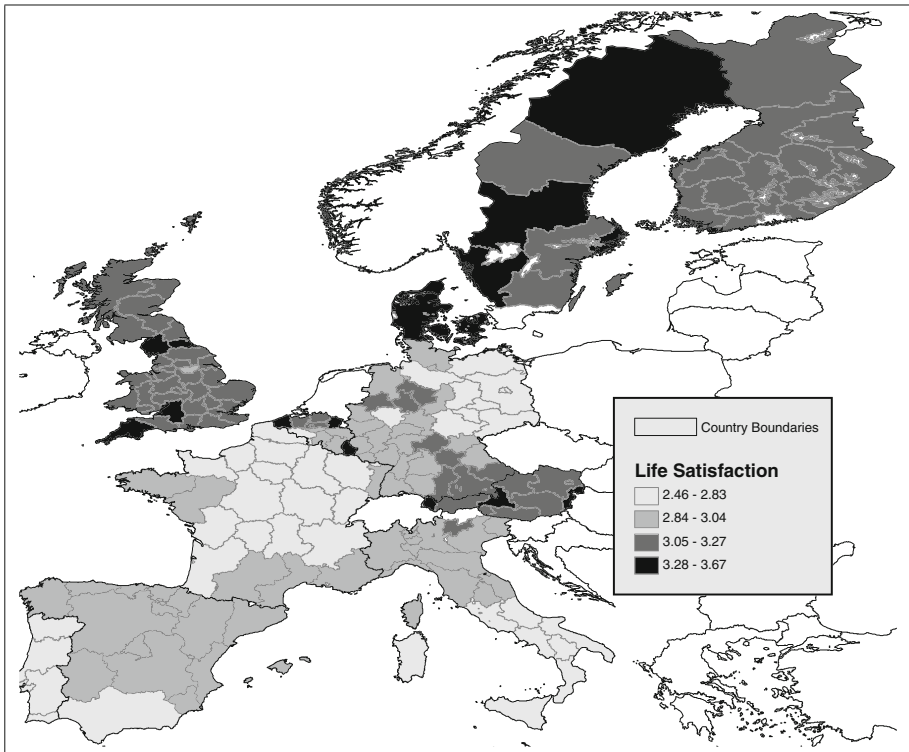 Country Boundaries
Life Satisfaction
2.46 - 2.83
2.84 - 3.04
3.05 - 3.27
3.28 - 3.67